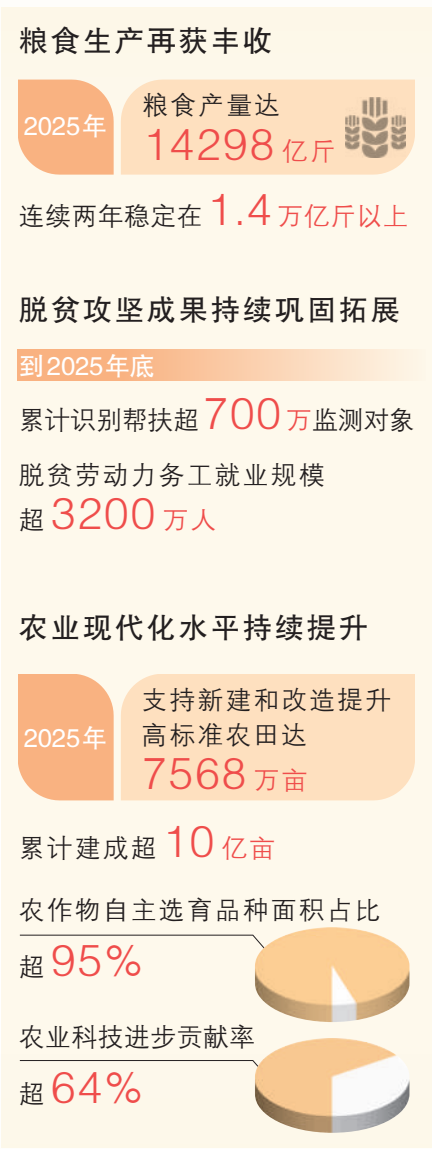 粮食生产再获丰收
2025年
粮食产量达
14298亿斤
连续两年稳定在1.4万亿斤以上
脱贫攻坚成果持续巩固拓展
到2025年底
累计识别帮扶超700万监测对象
脱贫劳动力务工就业规模
超3200万人
农业现代化水平持续提升
2025年
支持新建和改造提升
高标准农田达
7568万亩
累计建成超10亿亩
农作物自主选育品种面积占比
超95%
农业科技进步贡献率
超64%